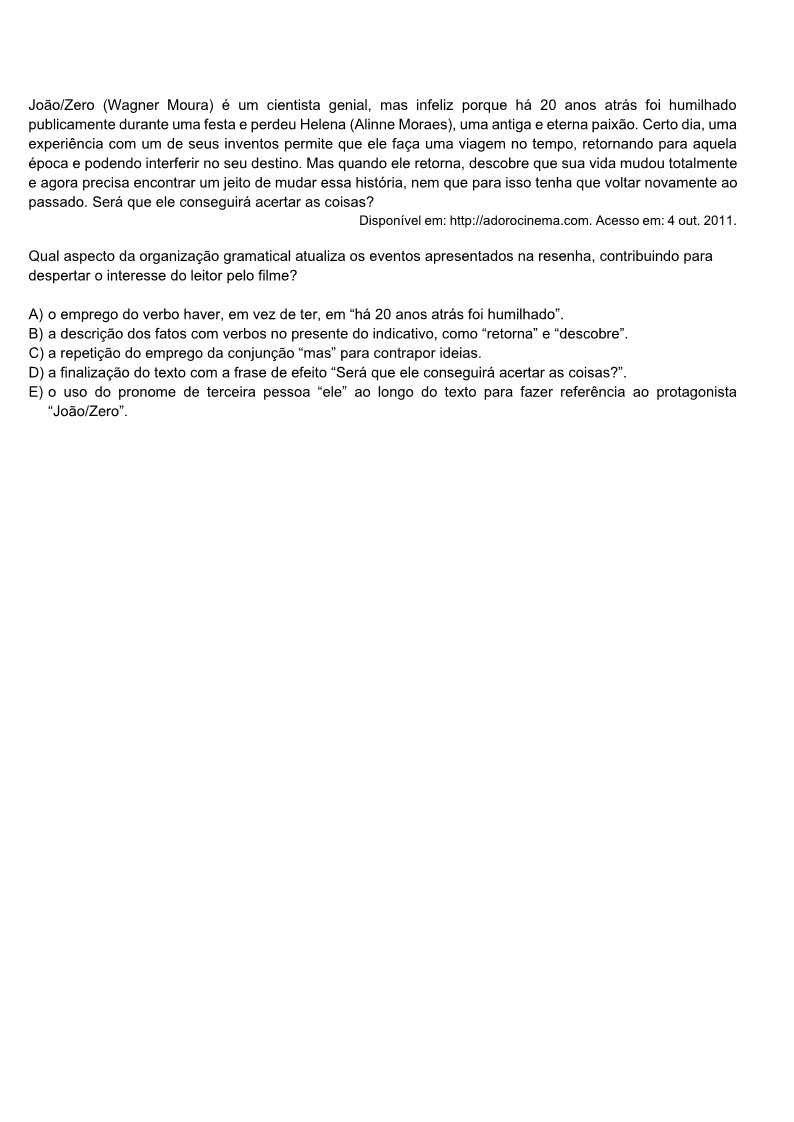 João/Zero (Wagner Moura) é um cientista genial, mas infeliz porque há 20 anos atrás foi humilhado
publicamente durante uma festa e perdeu Helena (Alinne Moraes), uma antiga e eterna paixão. Certo dia, uma
experiência com um de seus inventos permite que ele faça uma viagem no tempo, retornando para aquela
época e podendo interferir no seu destino. Mas quando ele retorna, descobre que sua vida mudou totalmente
e agora precisa encontrar um jeito de mudar essa história, nem que para isso tenha que voltar novamente ao
passado. Será que ele conseguirá acertar as coisas?
Disponível em: http://adorocinema.com. Acesso em: 4 out. 2011.
Qual aspecto da organização gramatical atualiza os eventos apresentados na resenha, contribuindo para
despertar o interesse do leitor pelo filme?
A) o emprego do verbo haver, em vez de ter, em “há 20 anos atrás foi humilhado”.
B) a descrição dos fatos com verbos no presente do indicativo, como “retorna” e “descobre”.
C) a repetição do emprego da conjunção “mas” para contrapor ideias.
D) a finalização do texto com a frase de efeito “Será que ele conseguirá acertar as coisas?”.
E) o uso do pronome de terceira pessoa “ele” ao longo do texto para fazer referência ao protagonista
“João/Zero”.